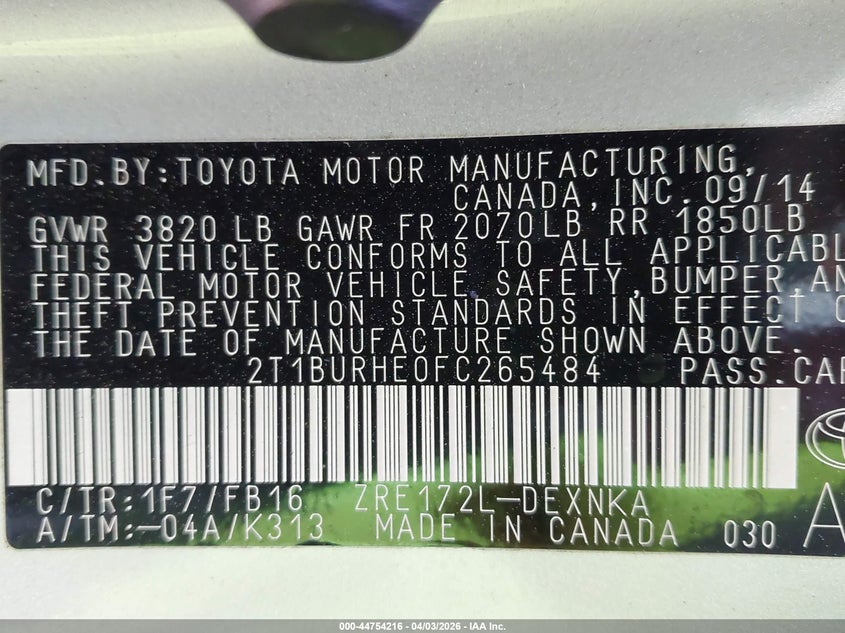 MFD.BY:TOYOTA MOTOR MANUFACTURING,
CANADA,INC.09/14
GVWR 3820LB GAWR FR 2070LB RR 1850LB
THIS VEHICLE CONFORMS TO ALL APPLICABL
FEDERAL MOTOR VEHICLE SAFETY,BUMPER,AN
THEFT PREVENTION STANDARDS IN EFFECT O
THE DATE OF MANUFACTURE SHOWN ABOVE.
2T1BURHE0FC265484 PASS.CAR
C/TR:1F7/FB16 ZRE172L-DEXNKA
A/TM:-04A/K313 MADE IN CANADA 030 A
000-44754216 - 04/03/2026 - IAA Inc.